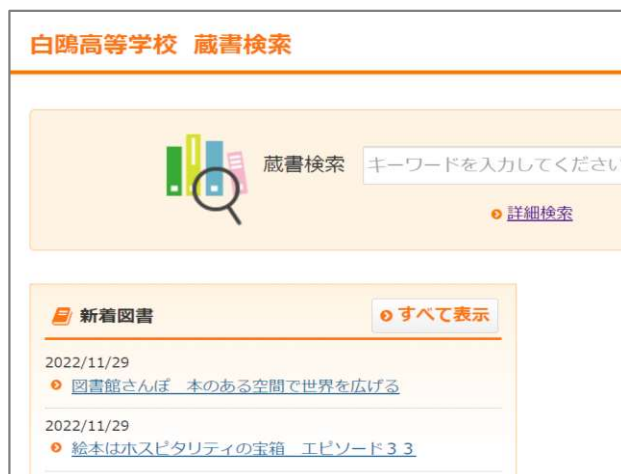 白鴎高等学校 蔵書検索
蔵書検索 キーワードを入力してください
詳細検索
新着図書 すべて表示
2022/11/29
図書館さんぽ 本のある空間で世界を広げる
2022/11/29
絵本はホスピタリティの宝箱 エピソード33